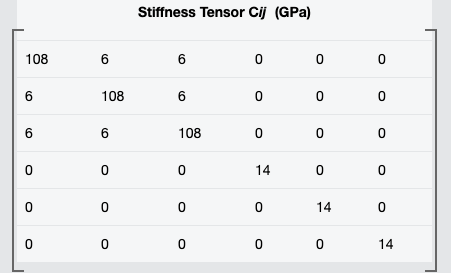 Stiffness Tensor Cij (GPa)
108 6 6 0 0 0
6 108 6 0 0 0
6 6 108 0 0 0
0 0 0 14 0 0
0 0 0 0 14 0
0 0 0 0 0 14